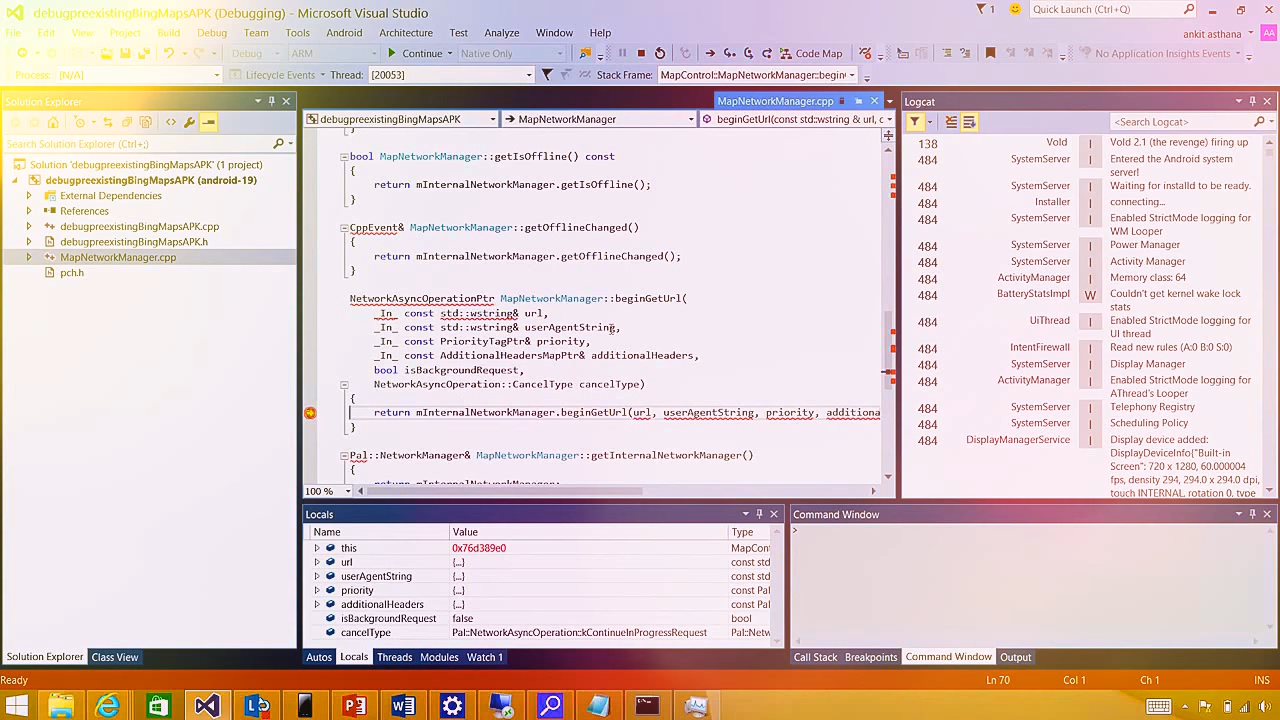 debugpreexistingBingMapsAPK (Debugging) - Microsoft Visual Studio
1
Quick Launch (Ctrl+Q)
File Edit View Project Build Debug Team Tools Android Architecture Test Analyze Window Help
ankit asthana
AA
Debug ARM Continue Native Only Code Map No Application Insights Events
Process: [N/A] Lifecycle Events Thread: [20053] Stack Frame: MapControl::MapNetworkManager::begin
Solution Explorer
Search Solution Explorer (Ctrl+;)
Solution 'debugpreexistingBingMapsAPK' (1 project)
debugpreexistingBingMapsAPK (android-19)
External Dependencies
References
debugpreexistingBingMapsAPK.cpp
debugpreexistingBingMapsAPK.h
MapNetworkManager.cpp
pch.h
Solution Explorer Class View
MapNetworkManager.cpp
debugpreexistingBingMapsAPK MapNetworkManager beginGetUrl(const std::wstring & url, c
}
bool MapNetworkManager::getIsOffline() const
{
return mInternalNetworkManager.getIsOffline();
}
CppEvent& MapNetworkManager::getOfflineChanged()
{
return mInternalNetworkManager.getOfflineChanged();
}
NetworkAsyncOperationPtr MapNetworkManager::beginGetUrl(
_In_ const std::wstring& url,
_In_ const std::wstring& userAgentString,
_In_ const PriorityTagPtr& priority,
_In_ const AdditionalHeadersMapPtr& additionalHeaders,
bool isBackgroundRequest,
NetworkAsyncOperation::CancelType cancelType)
{
return mInternalNetworkManager.beginGetUrl(url, userAgentString, priority, additiona
}
Pal::NetworkManager& MapNetworkManager::getInternalNetworkManager()
{
return mInternalNetworkManager;
100 %
Logcat
<Search Logcat>
138 Vold I Vold 2.1 (the revenge) firing up
484 SystemServer I Entered the Android system
server!
484 SystemServer I Waiting for installd to be ready.
484 Installer I connecting...
484 SystemServer I Enabled StrictMode logging for
WM Looper
484 SystemServer I Power Manager
484 SystemServer I Activity Manager
484 ActivityManager I Memory class: 64
484 BatteryStatsImpl W Couldn't get kernel wake lock
stats
484 UiThread I Enabled StrictMode logging for
UI thread
484 IntentFirewall I Read new rules (A:0 B:0 S:0)
484 SystemServer I Display Manager
484 ActivityManager I Enabled StrictMode logging for
AThread's Looper
484 SystemServer I Telephony Registry
484 SystemServer I Scheduling Policy
484 DisplayManagerService I Display device added:
DisplayDeviceInfo{"Built-in
Screen": 720 x 1280, 60.000004
fps, density 294, 294.0 x 294.0 dpi,
touch INTERNAL, rotation 0, type
Locals
Name Value Type
this 0x76d389e0 MapCont
url {...} const std
userAgentString {...} const std
priority {...} const Pal
additionalHeaders {...} const Pal
isBackgroundRequest false bool
cancelType Pal::NetworkAsyncOperation::kContinueInProgressRequest Pal::Netw
Autos Locals Threads Modules Watch 1
Command Window
>
Call Stack Breakpoints Command Window Output
Ready Ln 70 Col 1 Ch 1 INS